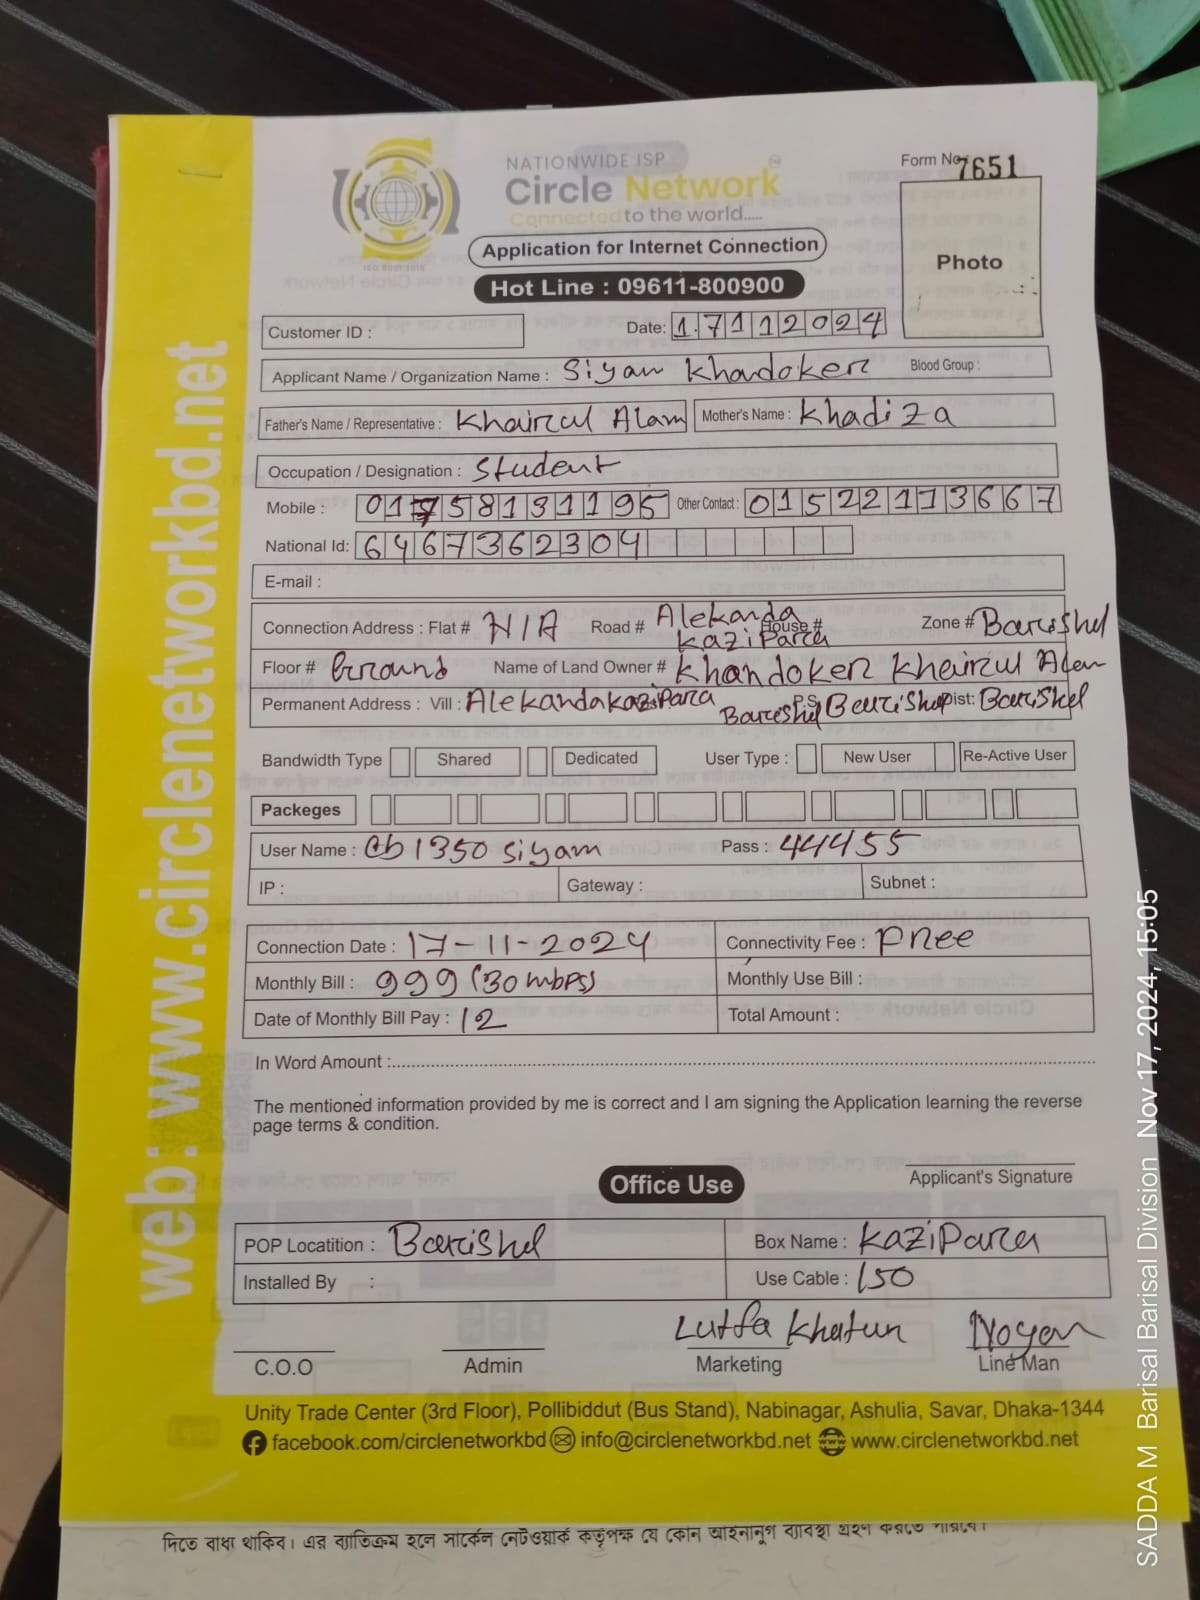 NATIONWIDE ISP
Circle Network
Connected to the world.....
ISO 9001:2015
Application for Internet Connection
Hot Line : 09611-800900
Form No: 7651
Photo
Customer ID :
Date: 17112024
Applicant Name / Organization Name : Siyam Khandoker Blood Group :
Father's Name / Representative : Khairul Alam Mother's Name : Khadiza
Occupation / Designation : Student
Mobile : 01758131195 Other Contact : 01522113667
National Id: 6467362304
E-mail :
Connection Address : Flat # N/A Road # Alekanda Kazi Para House # Zone # Barishal
Floor # Ground Name of Land Owner # Khandoker Khairul Alam
Permanent Address : Vill : Alekanda kazi Para Barishal P.S Barishal Dist: Barishal
Bandwidth Type Shared Dedicated User Type : New User Re-Active User
Packeges
User Name : cb1350 siyam Pass : 44455
IP : Gateway : Subnet :
Connection Date : 17-11-2024 Connectivity Fee : Free
Monthly Bill : 999 (30 mbps) Monthly Use Bill :
Date of Monthly Bill Pay : 12 Total Amount :
In Word Amount :
The mentioned information provided by me is correct and I am signing the Application learning the reverse
page terms & condition.
Applicant's Signature
Office Use
POP Locatition : Barishal Box Name : Kazi Para
Installed By : Use Cable : 150
Lutfa Khatun Noyon
C.O.O Admin Marketing Line Man
Unity Trade Center (3rd Floor), Pollibiddut (Bus Stand), Nabinagar, Ashulia, Savar, Dhaka-1344
facebook.com/circlenetworkbd info@circlenetworkbd.net www.circlenetworkbd.net
web: www.circlenetworkbd.net
দিতে বাধা থাকিব। এর ব্যাতিক্রম হলে সার্কেল নেটওয়ার্ক কর্তৃপক্ষ যে কোন আইনানুগ ব্যাবস্থা গ্রহণ করতে পারবে।
SADDA M Barisal Barisal Division Nov 17, 2024, 15:05